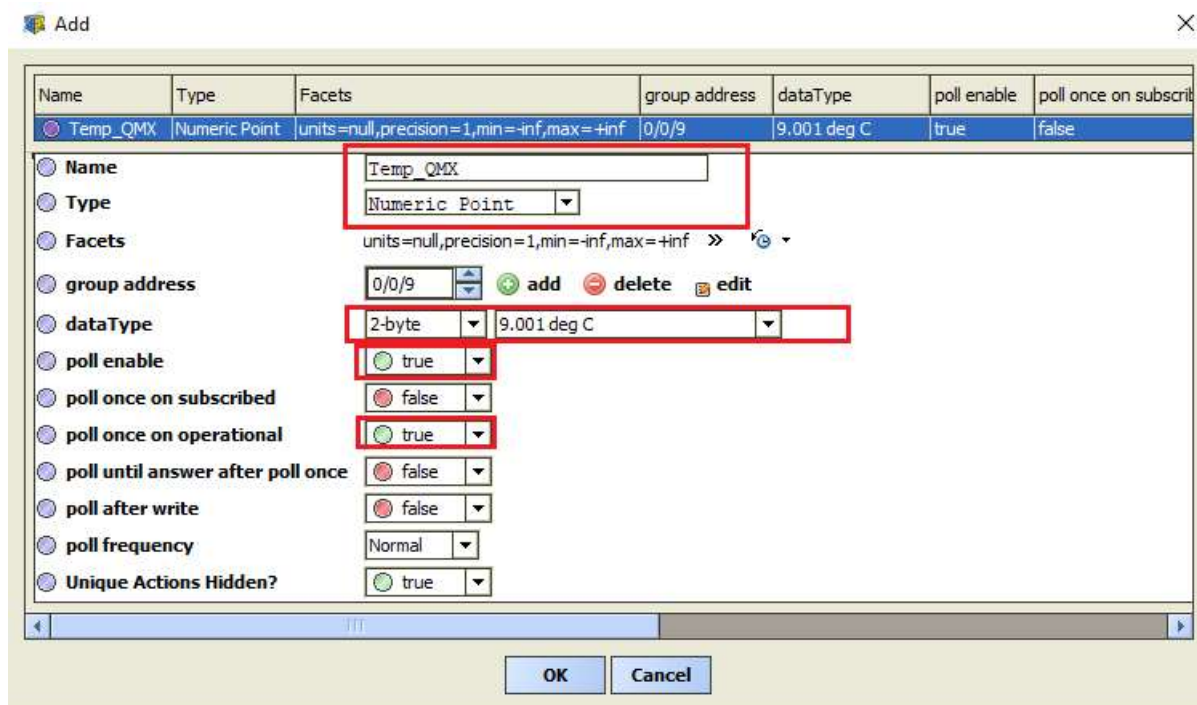 Add
Name Type Facets group address dataType poll enable poll once on subscrib
Temp_QMX Numeric Point units=null,precision=1,min=-inf,max=+inf 0/0/9 9.001 deg C true false
Name Temp_QMX
Type Numeric Point
Facets units=null,precision=1,min=-inf,max=+inf »
group address 0/0/9 add delete edit
dataType 2-byte 9.001 deg C
poll enable true
poll once on subscribed false
poll once on operational true
poll until answer after poll once false
poll after write false
poll frequency Normal
Unique Actions Hidden? true
OK Cancel